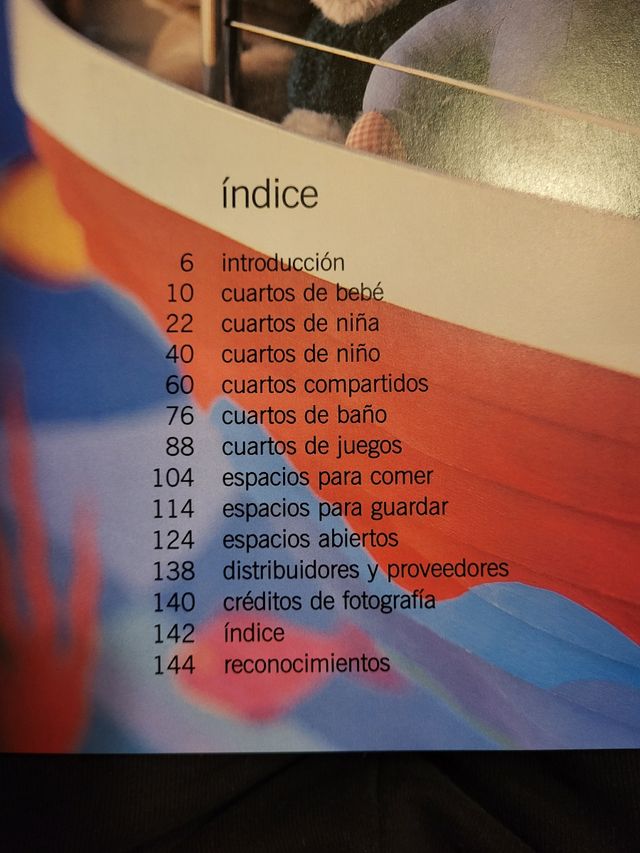 índice
6 introducción
10 cuartos de bebé
22 cuartos de niña
40 cuartos de niño
60 cuartos compartidos
76 cuartos de baño
88 cuartos de juegos
104 espacios para comer
114 espacios para guardar
124 espacios abiertos
138 distribuidores y proveedores
140 créditos de fotografía
142 índice
144 reconocimientos